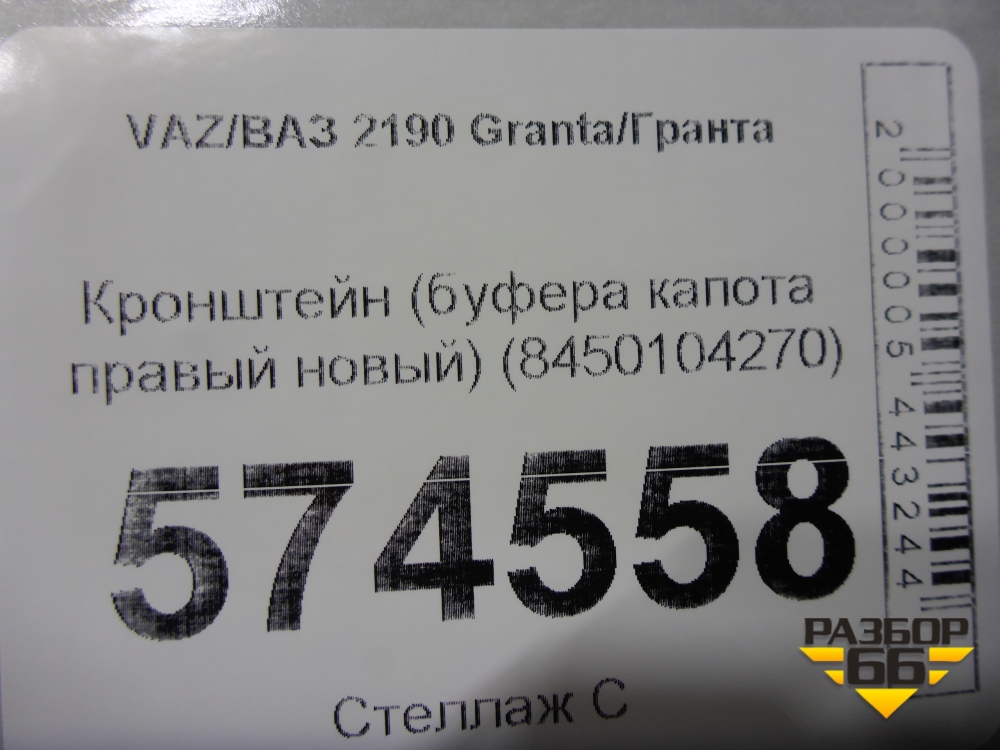 VAZ/ВАЗ 2190 Granta/Гранта
Кронштейн (буфера капота
правый новый) (8450104270)
574558
Стеллаж С
2000005443244
РАЗБОР
66